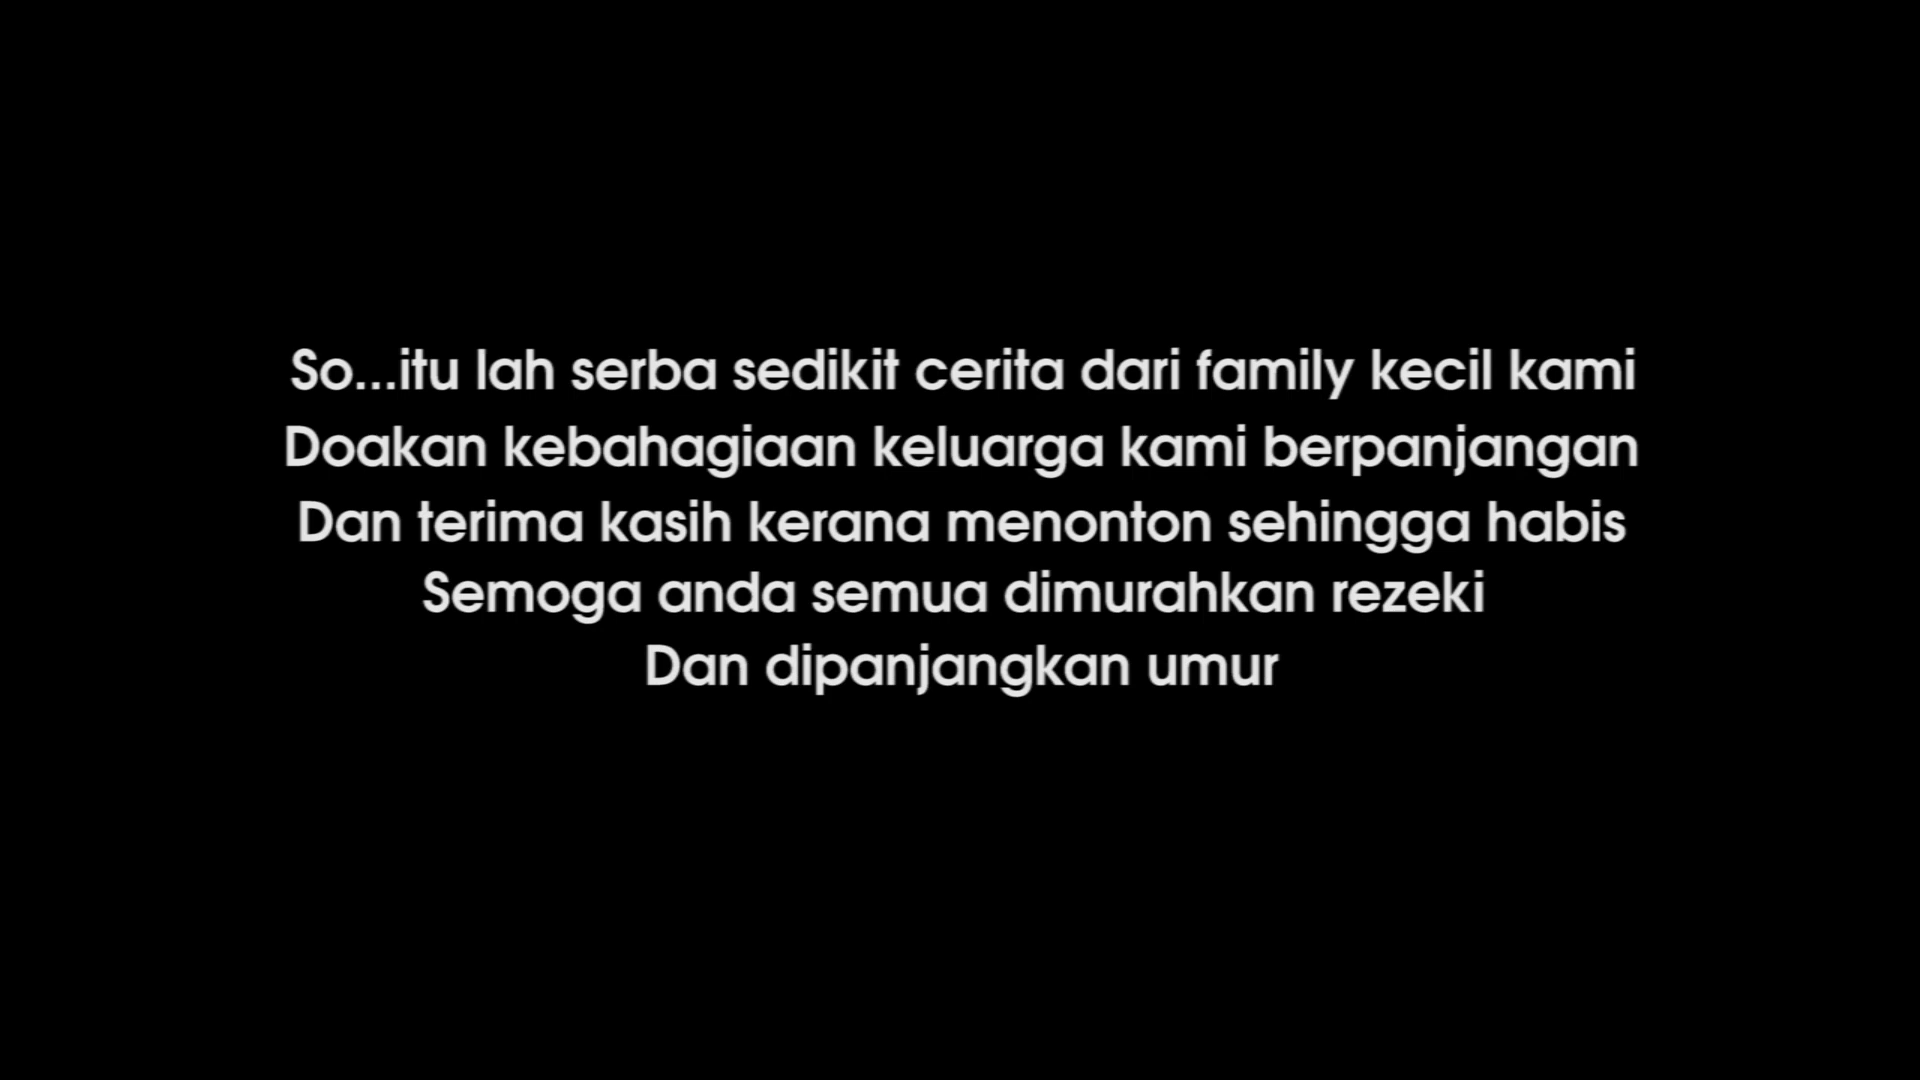 So...itu lah serba sedikit cerita dari family kecil kami
Doakan kebahagiaan keluarga kami berpanjangan
Dan terima kasih kerana menonton sehingga habis
Semoga anda semua dimurahkan rezeki
Dan dipanjangkan umur